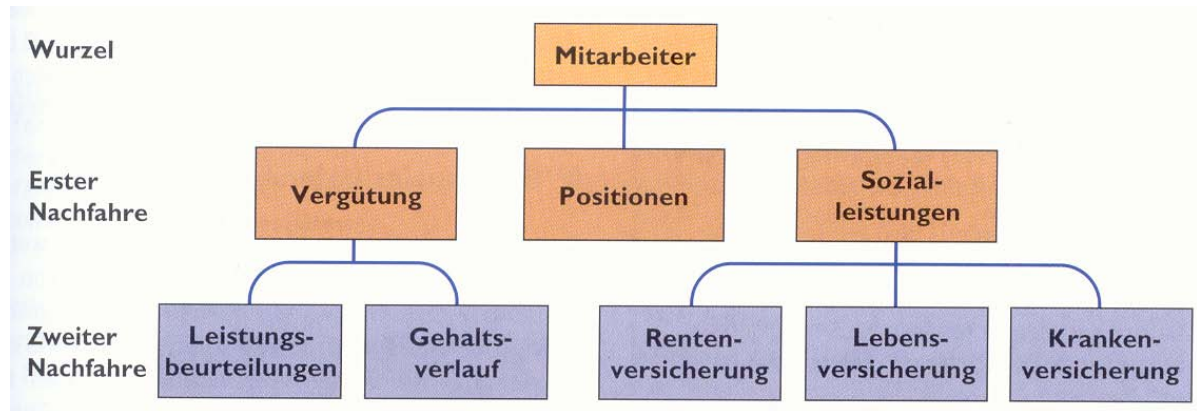 Wurzel
Mitarbeiter
Erster
Nachfahre
Vergütung
Positionen
Sozial-
leistungen
Zweiter
Nachfahre
Leistungs-
beurteilungen
Gehalts-
verlauf
Renten-
versicherung
Lebens-
versicherung
Kranken-
versicherung